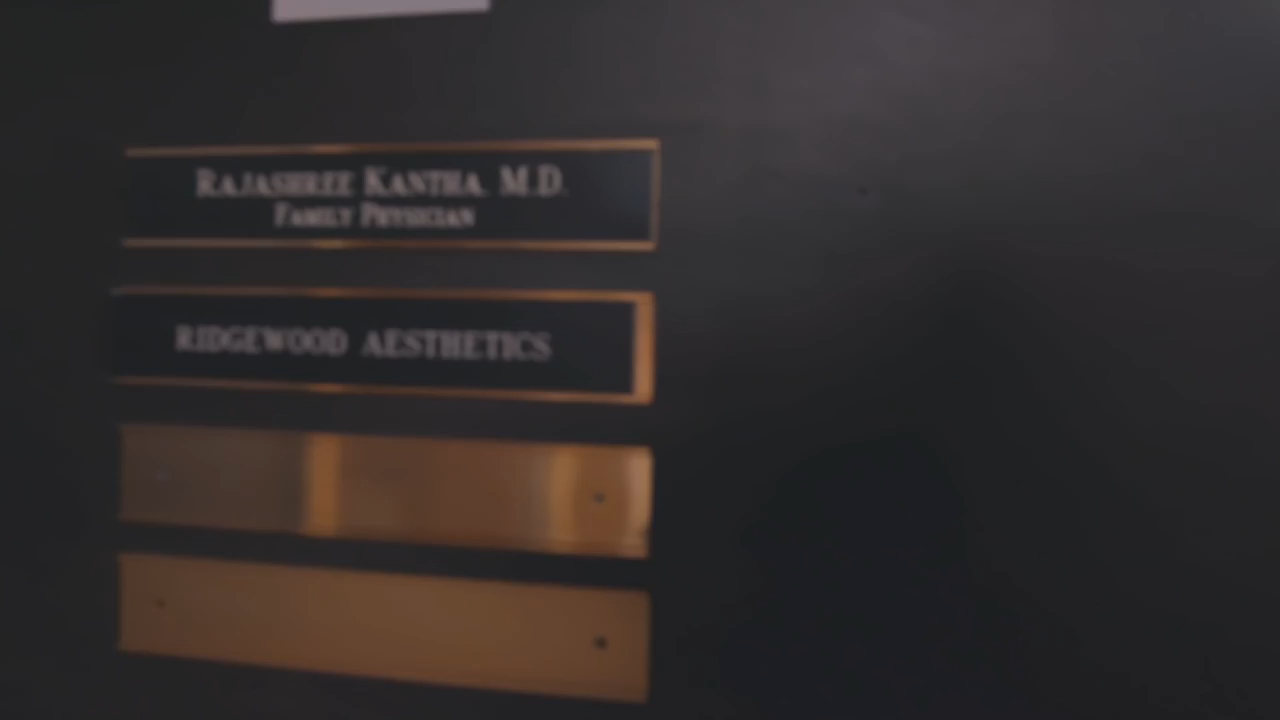 RAJASHREE KANTHA, M.D.
FAMILY PHYSICIAN
RIDGEWOOD AESTHETICS